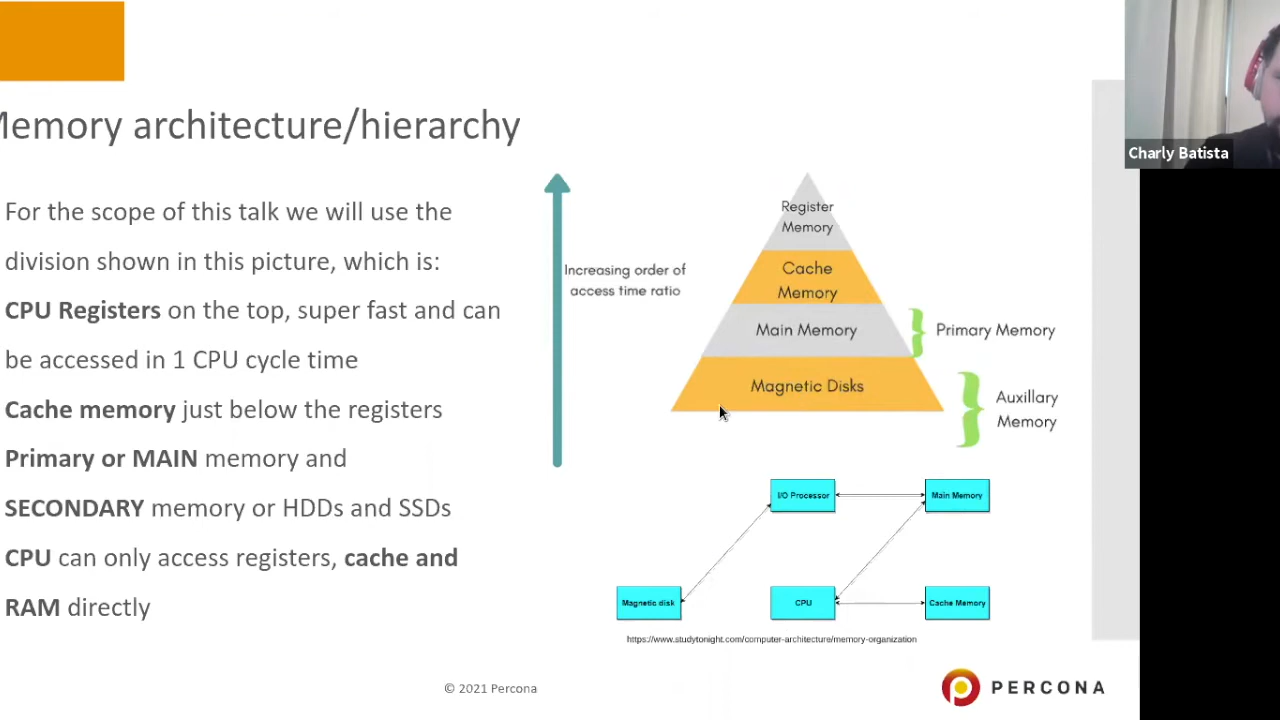 Memory architecture/hierarchy
For the scope of this talk we will use the
division shown in this picture, which is:
CPU Registers on the top, super fast and can
be accessed in 1 CPU cycle time
Cache memory just below the registers
Primary or MAIN memory and
SECONDARY memory or HDDs and SSDs
CPU can only access registers, cache and
RAM directly
Increasing order of
access time ratio
Register
Memory
Cache
Memory
Main Memory
Magnetic Disks
Primary Memory
Auxillary
Memory
I/O Processor
Main Memory
Magnetic disk
CPU
Cache Memory
https://www.studytonight.com/computer-architecture/memory-organization
© 2021 Percona
PERCONA
Charly Batista